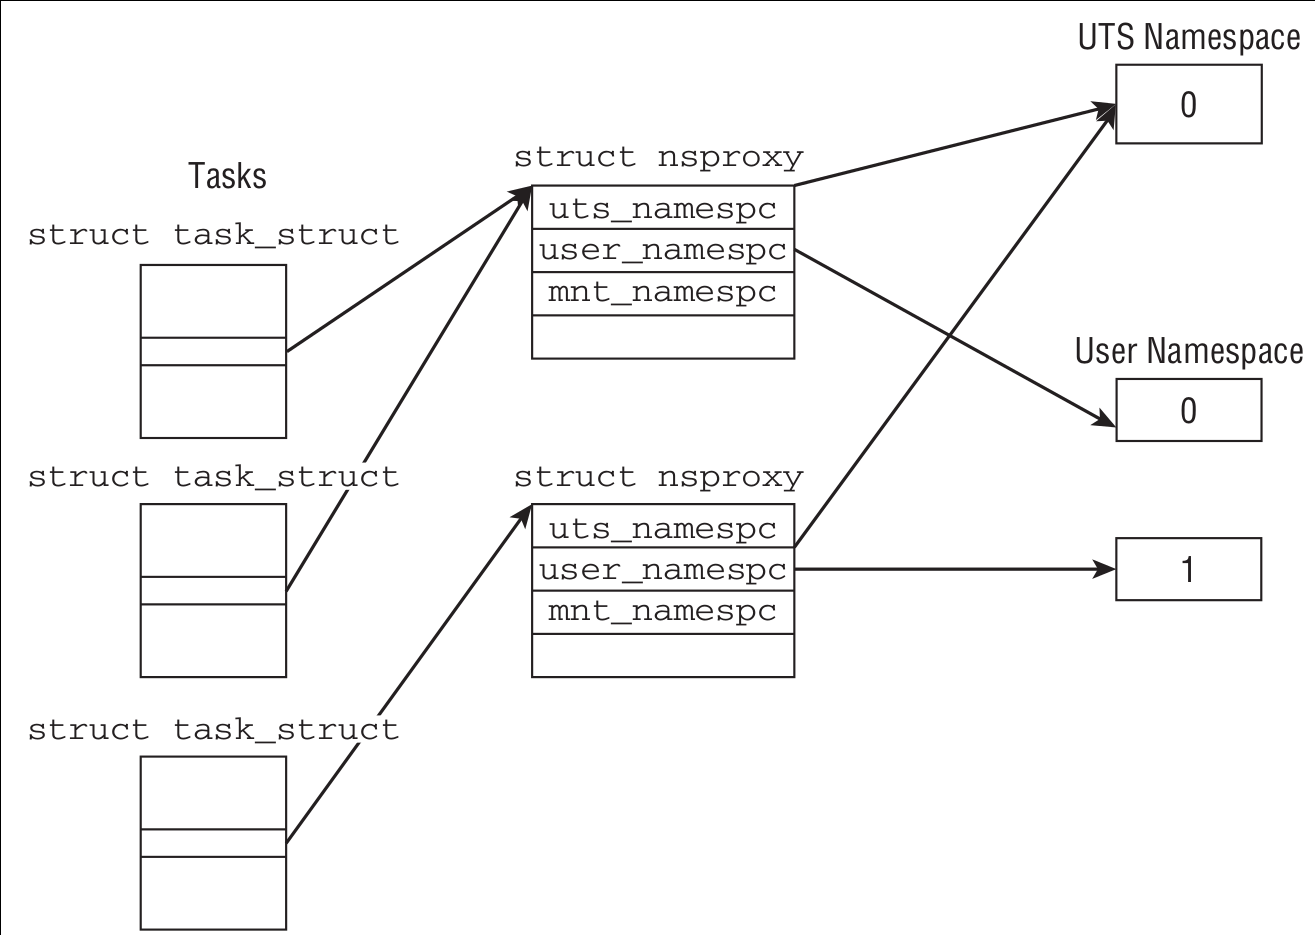 UTS Namespace
0
struct nsproxy
Tasks
uts_namespc
struct task_struct
user_namespc
mnt_namespc
User Namespace
0
struct task_struct
struct nsproxy
uts_namespc
user_namespc
1
mnt_namespc
struct task_struct